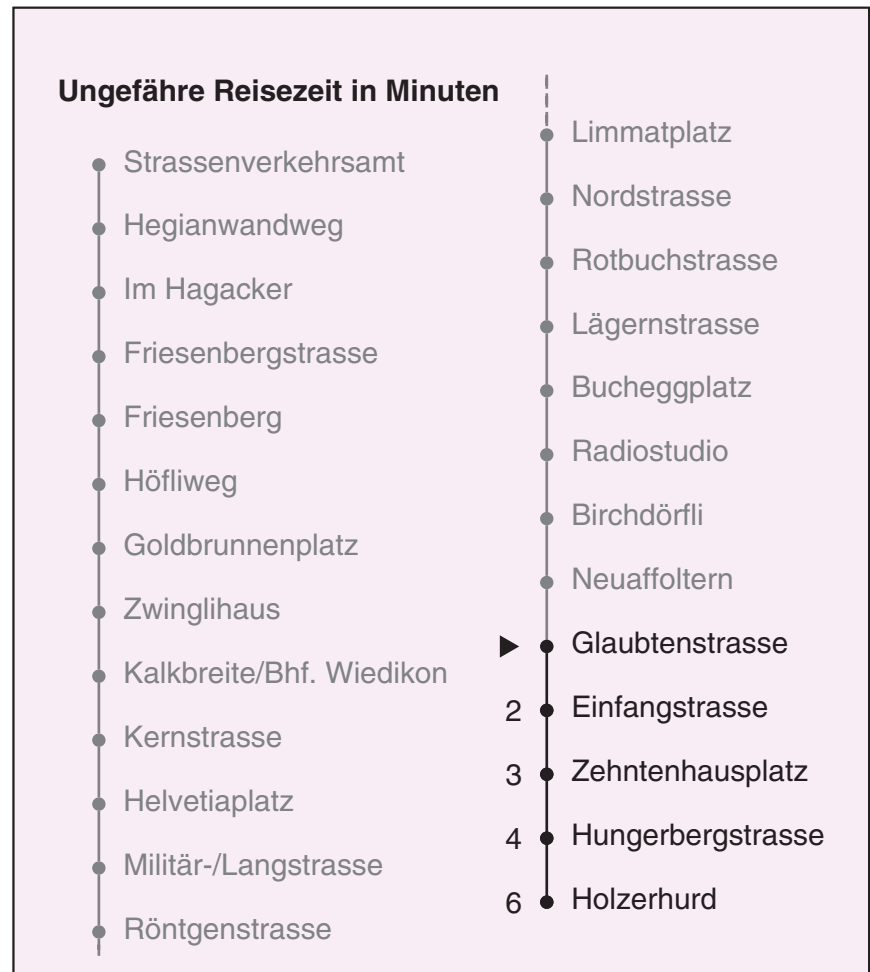 Ungefähre Reisezeit in Minuten
Strassenverkehrsamt
Hegianwandweg
Im Hagacker
Friesenbergstrasse
Friesenberg
Höfliweg
Goldbrunnenplatz
Zwinglihaus
Kalkbreite/Bhf. Wiedikon
Kernstrasse
Helvetiaplatz
Militär-/Langstrasse
Röntgenstrasse
Limmatplatz
Nordstrasse
Rotbuchstrasse
Lägernstrasse
Bucheggplatz
Radiostudio
Birchdörfli
Neuaffoltern
Glaubtenstrasse
2 Einfangstrasse
3 Zehntenhausplatz
4 Hungerbergstrasse
6 Holzerhurd